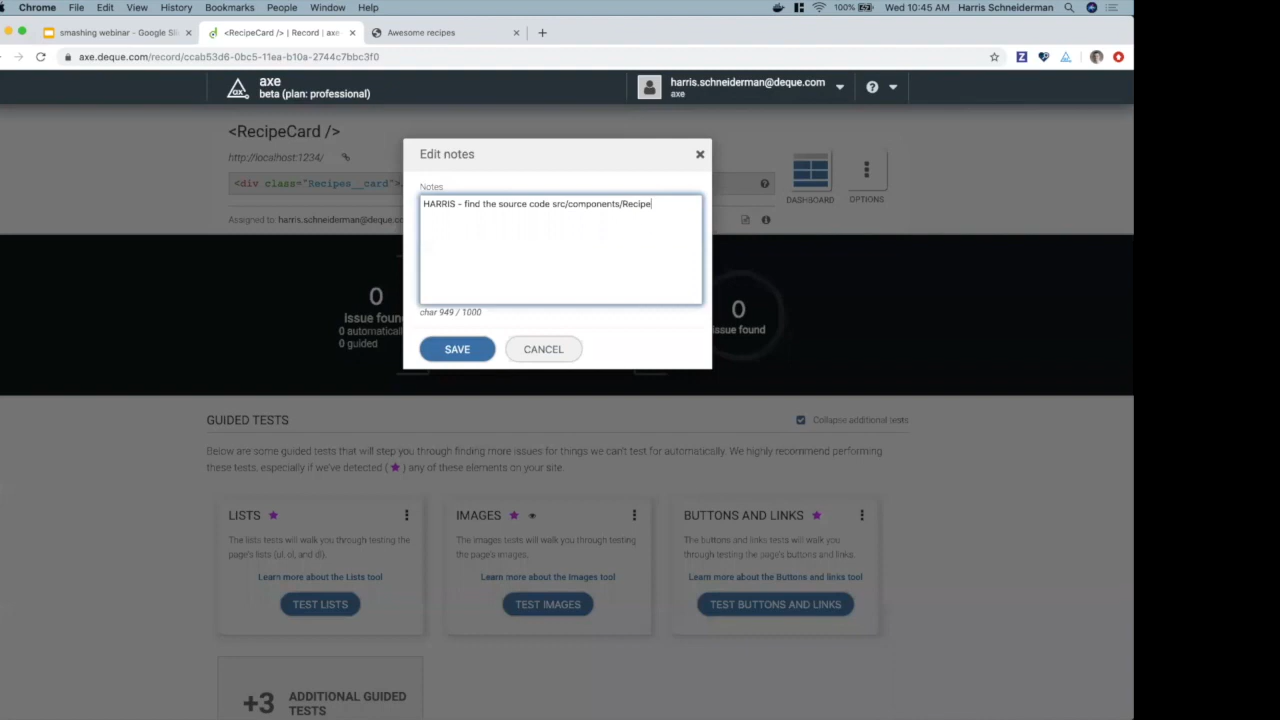 Chrome File Edit View History Bookmarks People Window Help 100% Wed 10:45 AM Harris Schneiderman
smashing webinar - Google Sli
<RecipeCard /> | Record | axe
Awesome recipes
axe.deque.com/record/ccab53d6-0bc5-11ea-b10a-2744c7bbc3f0
axe
beta (plan: professional)
harris.schneiderman@deque.com
axe
<RecipeCard />
http://localhost:1234/
<div class="Recipes__card">
Assigned to: harris.schneiderman@deque.co
DASHBOARD
OPTIONS
Edit notes
Notes
HARRIS - find the source code src/components/Recipe
char 949 / 1000
SAVE
CANCEL
0
issue foun
0 automaticall
0 guided
0
issue found
GUIDED TESTS
Collapse additional tests
Below are some guided tests that will step you through finding more issues for things we can't test for automatically. We highly recommend performing
these tests, especially if we've detected ( ★ ) any of these elements on your site.
LISTS
The lists tests will walk you through testing the
page's lists (ul, ol, and dl).
Learn more about the Lists tool
TEST LISTS
IMAGES
The images tests will walk you through testing
the page's images.
Learn more about the Images tool
TEST IMAGES
BUTTONS AND LINKS
The buttons and links tests will walk you
through testing the page's buttons and links.
Learn more about the Buttons and links tool
TEST BUTTONS AND LINKS
+3 ADDITIONAL GUIDED
TESTS